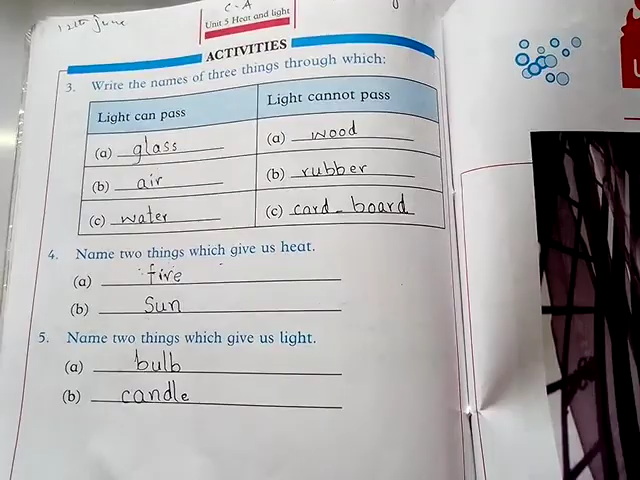 12th June
C-A
Unit 5 Heat and light
ACTIVITIES
3. Write the names of three things through which:
Light can pass Light cannot pass
(a) glass (a) wood
(b) air (b) rubber
(c) water (c) card-board
4. Name two things which give us heat.
(a) fire
(b) Sun
5. Name two things which give us light.
(a) bulb
(b) candle